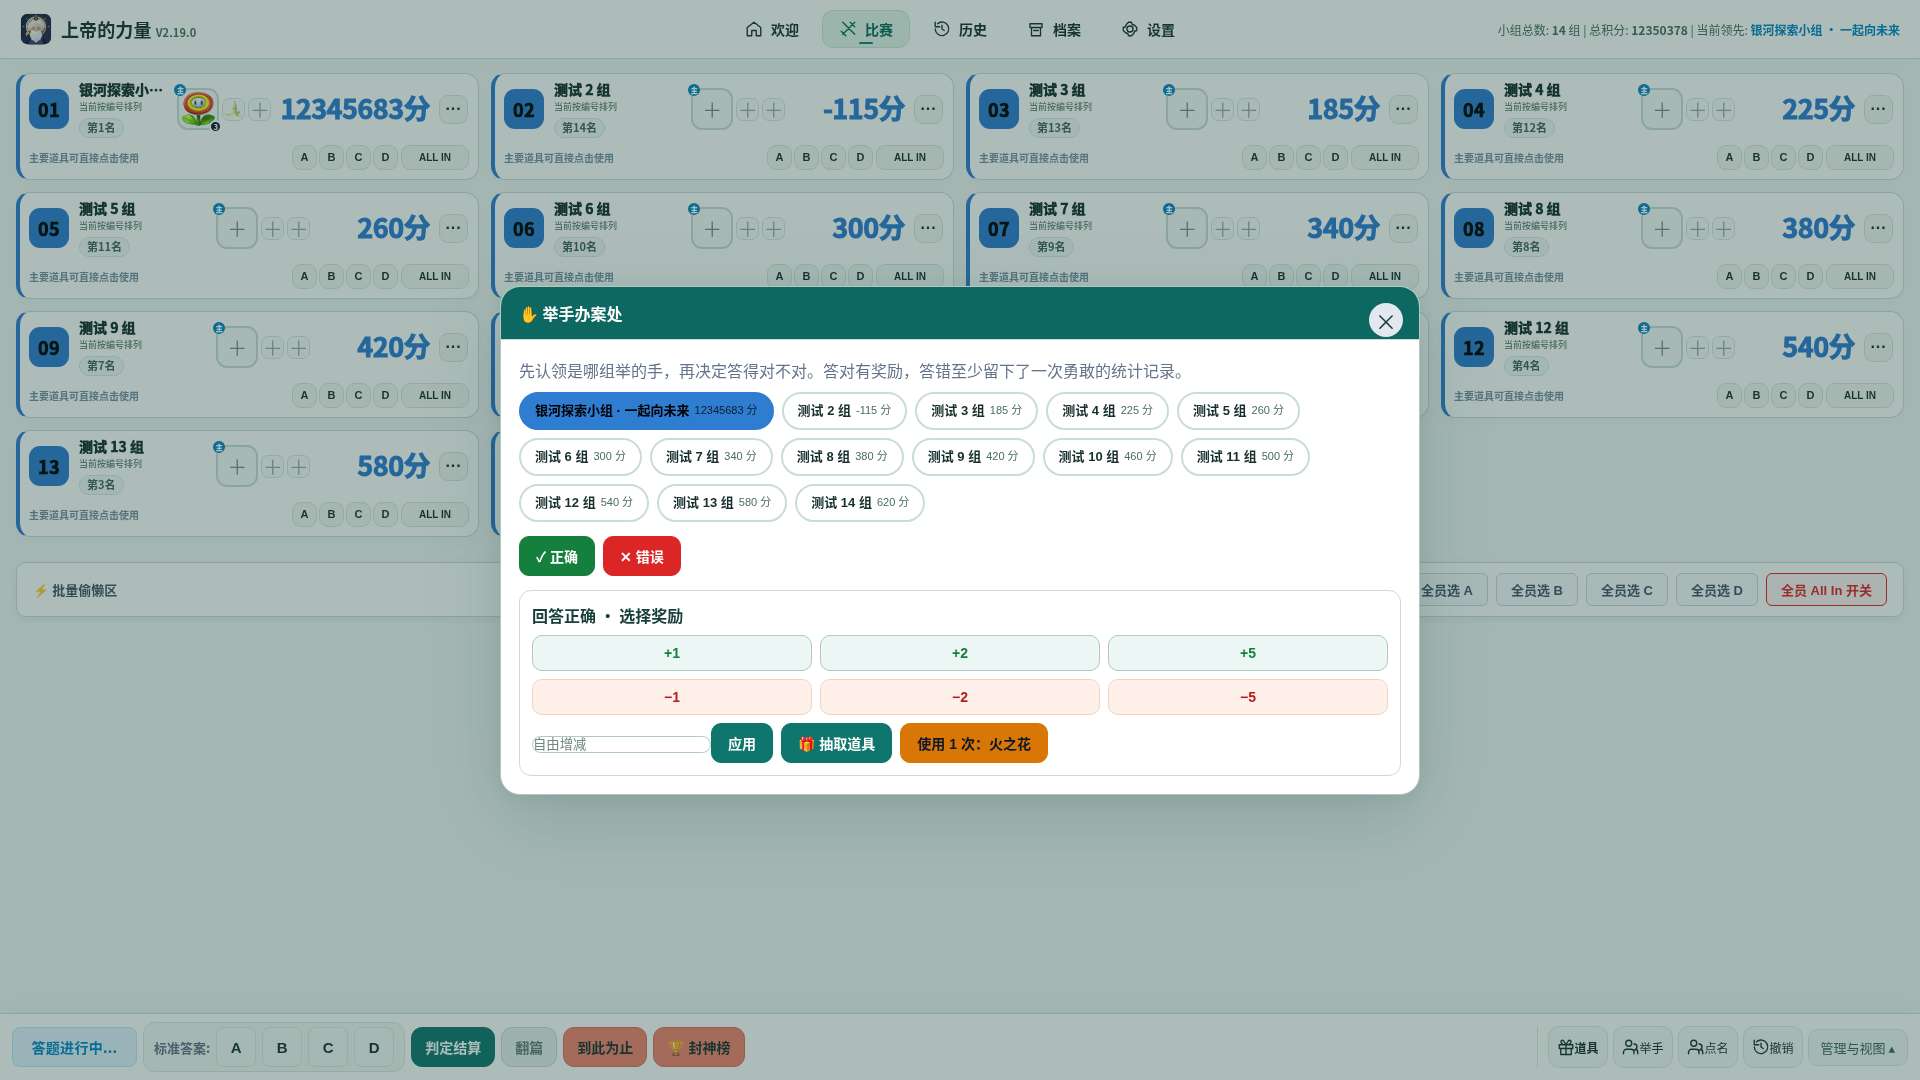 上帝的力量 V2.19.0
欢迎 比赛 历史 档案 设置
小组总数: 14 组 | 总积分: 12350378 | 当前领先: 银河探索小组 · 一起向未来
01 银河探索小… 当前按编号排列 第1名 主 3 12345683分 ···
主要道具可直接点击使用 A B C D ALL IN
02 测试 2 组 当前按编号排列 第14名 主 -115分 ···
主要道具可直接点击使用 A B C D ALL IN
03 测试 3 组 当前按编号排列 第13名 主 185分 ···
主要道具可直接点击使用 A B C D ALL IN
04 测试 4 组 当前按编号排列 第12名 主 225分 ···
主要道具可直接点击使用 A B C D ALL IN
05 测试 5 组 当前按编号排列 第11名 主 260分 ···
主要道具可直接点击使用 A B C D ALL IN
06 测试 6 组 当前按编号排列 第10名 主 300分 ···
主要道具可直接点击使用 A B C D ALL IN
07 测试 7 组 当前按编号排列 第9名 主 340分 ···
主要道具可直接点击使用 A B C D ALL IN
08 测试 8 组 当前按编号排列 第8名 主 380分 ···
主要道具可直接点击使用 A B C D ALL IN
09 测试 9 组 当前按编号排列 第7名 主 420分 ···
主要道具可直接点击使用 A B C D ALL IN
12 测试 12 组 当前按编号排列 第4名 主 540分 ···
主要道具可直接点击使用 A B C D ALL IN
13 测试 13 组 当前按编号排列 第3名 主 580分 ···
主要道具可直接点击使用 A B C D ALL IN
✋ 举手办案处
先认领是哪组举的手，再决定答得对不对。答对有奖励，答错至少留下了一次勇敢的统计记录。
银河探索小组 · 一起向未来 12345683 分 测试 2 组 -115 分 测试 3 组 185 分 测试 4 组 225 分 测试 5 组 260 分
测试 6 组 300 分 测试 7 组 340 分 测试 8 组 380 分 测试 9 组 420 分 测试 10 组 460 分 测试 11 组 500 分
测试 12 组 540 分 测试 13 组 580 分 测试 14 组 620 分
✓ 正确 ✕ 错误
回答正确 · 选择奖励
+1 +2 +5
−1 −2 −5
自由增减 应用 🎁 抽取道具 使用 1 次：火之花
⚡ 批量偷懒区 全员选 A 全员选 B 全员选 C 全员选 D 全员 All In 开关
答题进行中... 标准答案: A B C D 判定结算 翻篇 到此为止 🏆 封神榜 道具 举手 点名 撤销 管理与视图 ▴